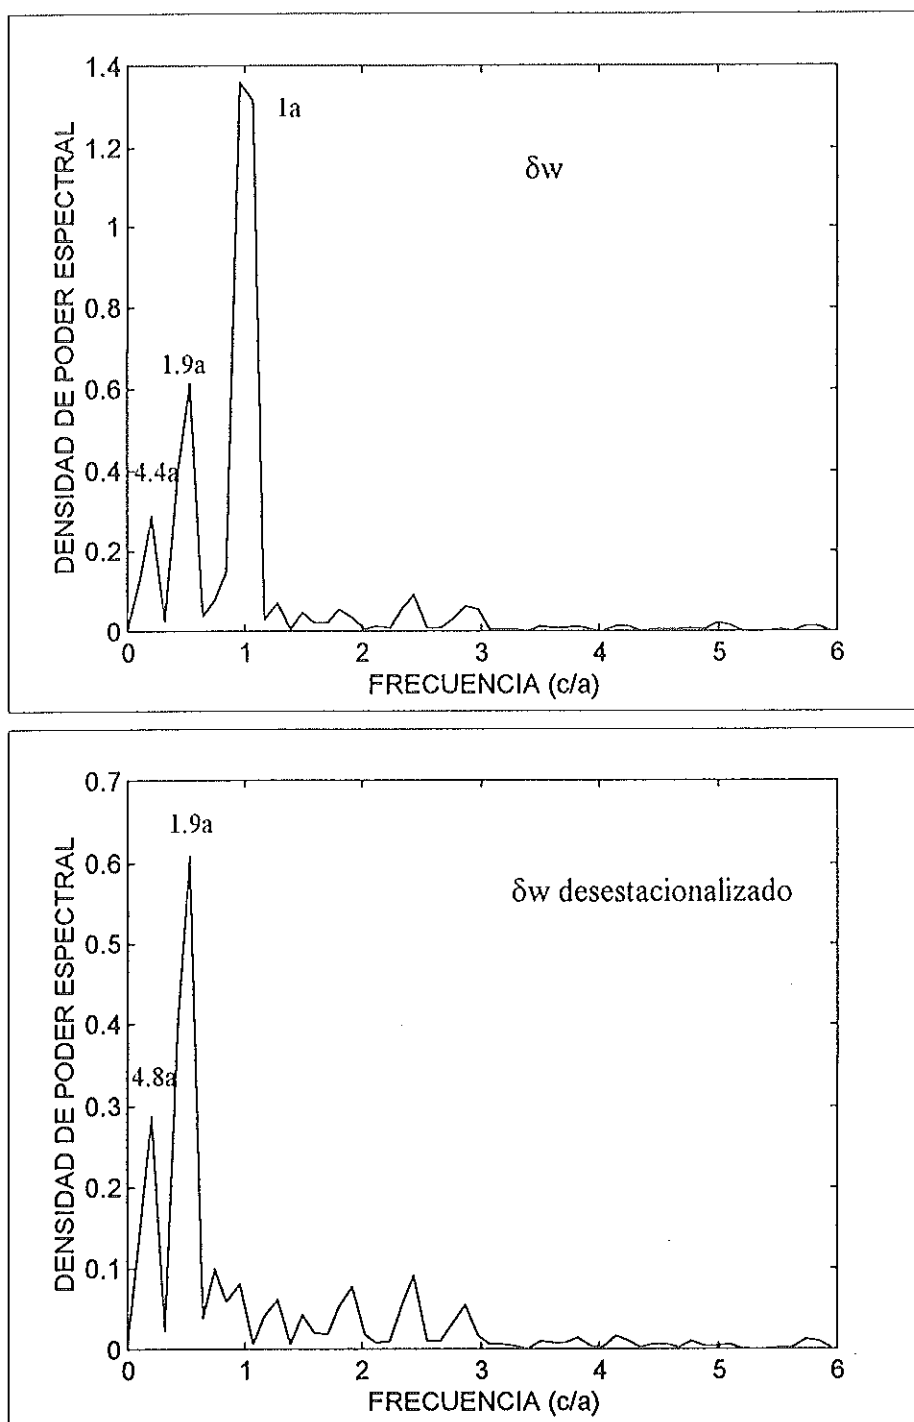 DENSIDAD DE PODER ESPECTRAL
1.4
1.2
1
0.8
0.6
0.4
0.2
0
1a
δw
1.9a
4.4a
0 1 2 3 4 5 6
FRECUENCIA (c/a)
DENSIDAD DE PODER ESPECTRAL
0.7
0.6
0.5
0.4
0.3
0.2
0.1
0
1.9a
δw desestacionalizado
4.8a
0 1 2 3 4 5 6
FRECUENCIA (c/a)